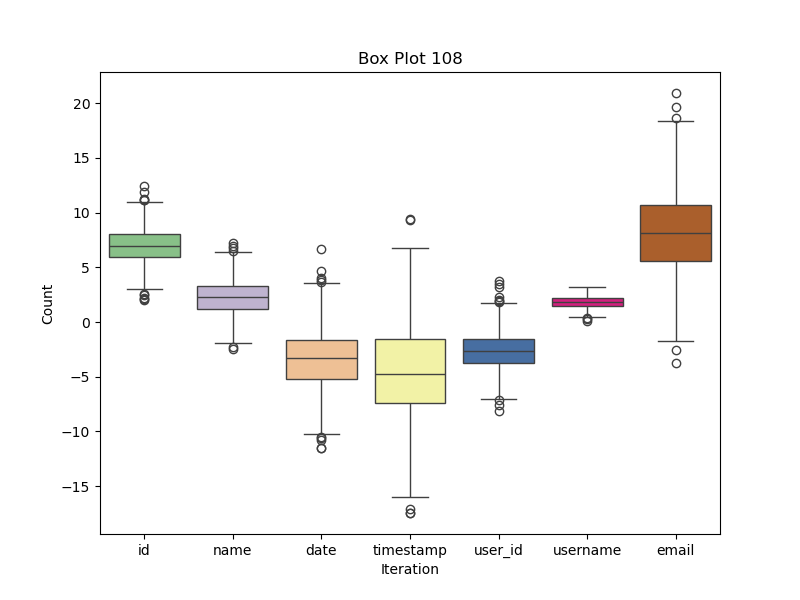 Box Plot 108
Count
20
15
10
5
0
−5
−10
−15
id name date timestamp user_id username email
Iteration